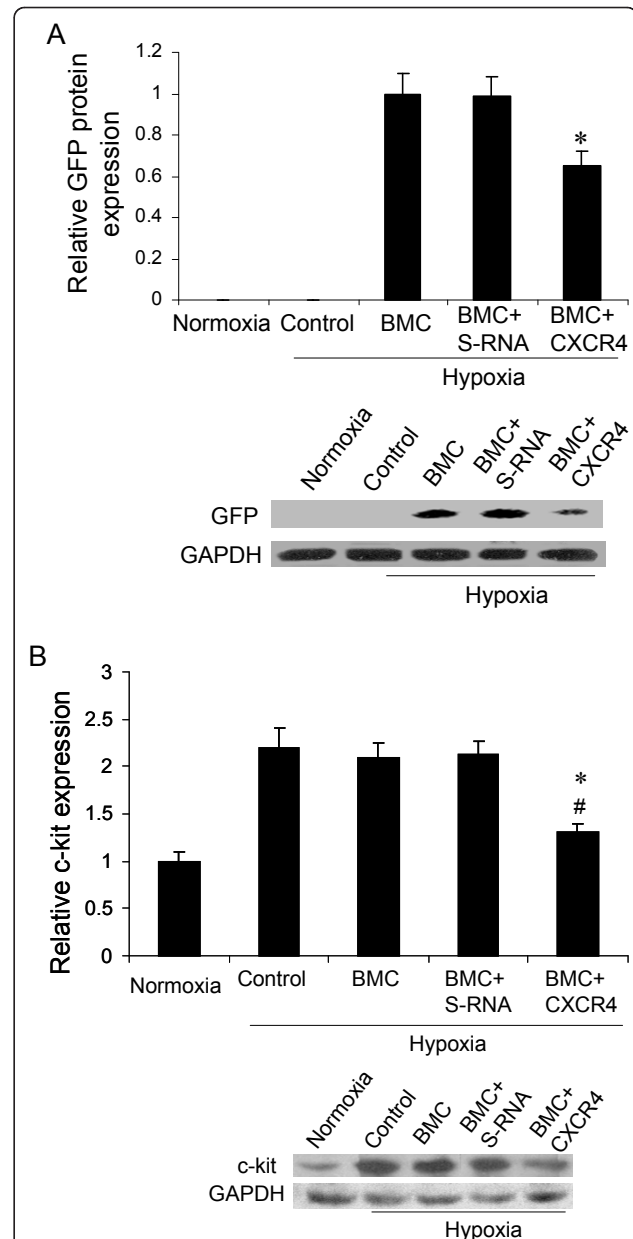 A
Relative GFP protein
expression
1.2
1
0.8
0.6
0.4
0.2
0
*
Normoxia Control BMC BMC+ BMC+
S-RNA CXCR4
Hypoxia
Normoxia Control BMC BMC+ BMC+
S-RNA CXCR4
GFP
GAPDH
Hypoxia
B
Relative c-kit expression
3
2.5
2
1.5
1
0.5
0
*
#
Normoxia Control BMC BMC+ BMC+
S-RNA CXCR4
Hypoxia
Normoxia Control BMC BMC+ BMC+
S-RNA CXCR4
c-kit
GAPDH
Hypoxia